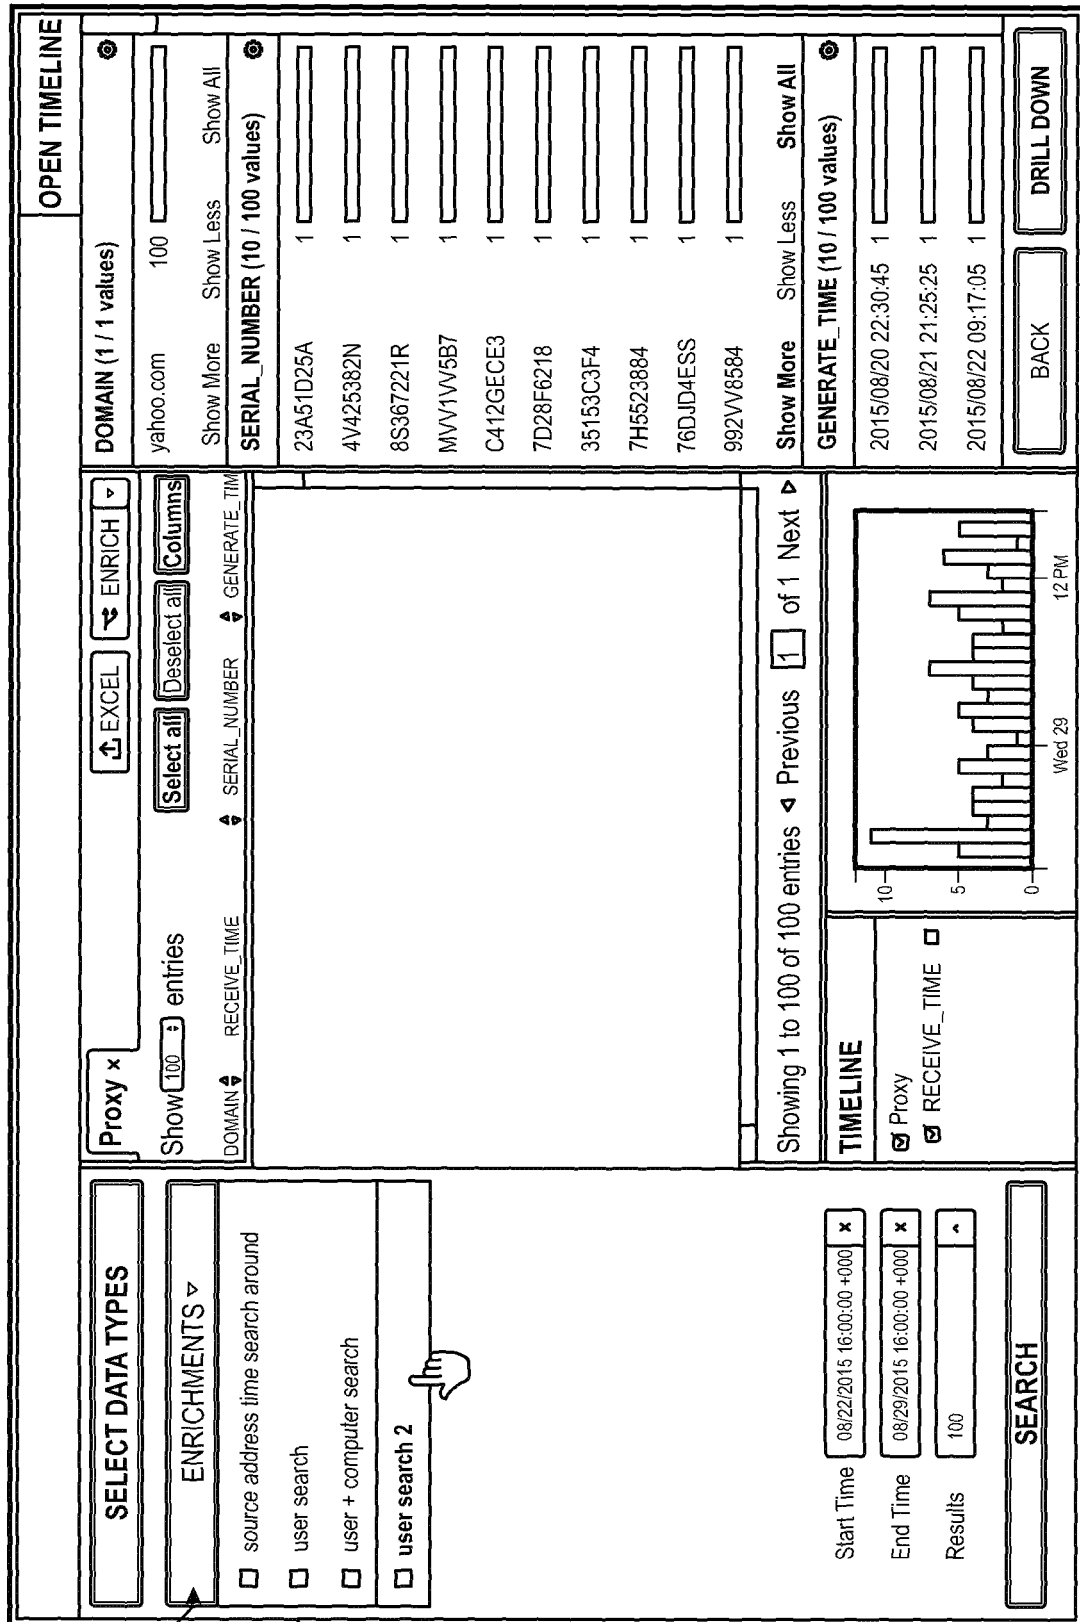 OPEN TIMELINE
SELECT DATA TYPES
ENRICHMENTS
source address time search around
user search
user + computer search
user search 2
Start Time 08/22/2015 16:00:00 +000 x
End Time 08/29/2015 16:00:00 +000 x
Results 100
SEARCH
Proxy x
EXCEL
ENRICH
Show 100 entries
Select all
Deselect all
Columns
DOMAIN RECEIVE_TIME SERIAL_NUMBER GENERATE_TIM
Showing 1 to 100 of 100 entries Previous 1 of 1 Next
TIMELINE
Proxy
RECEIVE_TIME
10
5
0
Wed 29
12 PM
DOMAIN (1 / 1 values)
yahoo.com 100
Show More Show Less Show All
SERIAL_NUMBER (10 / 100 values)
23A51D25A 1
4V425382N 1
8S367221R 1
MVV1VV5B7 1
C412GECE3 1
7D28F6218 1
35153C3F4 1
7H5523884 1
76DJD4ESS 1
992VV8584 1
Show More Show Less Show All
GENERATE_TIME (10 / 100 values)
2015/08/20 22:30:45 1
2015/08/21 21:25:25 1
2015/08/22 09:17:05 1
BACK
DRILL DOWN